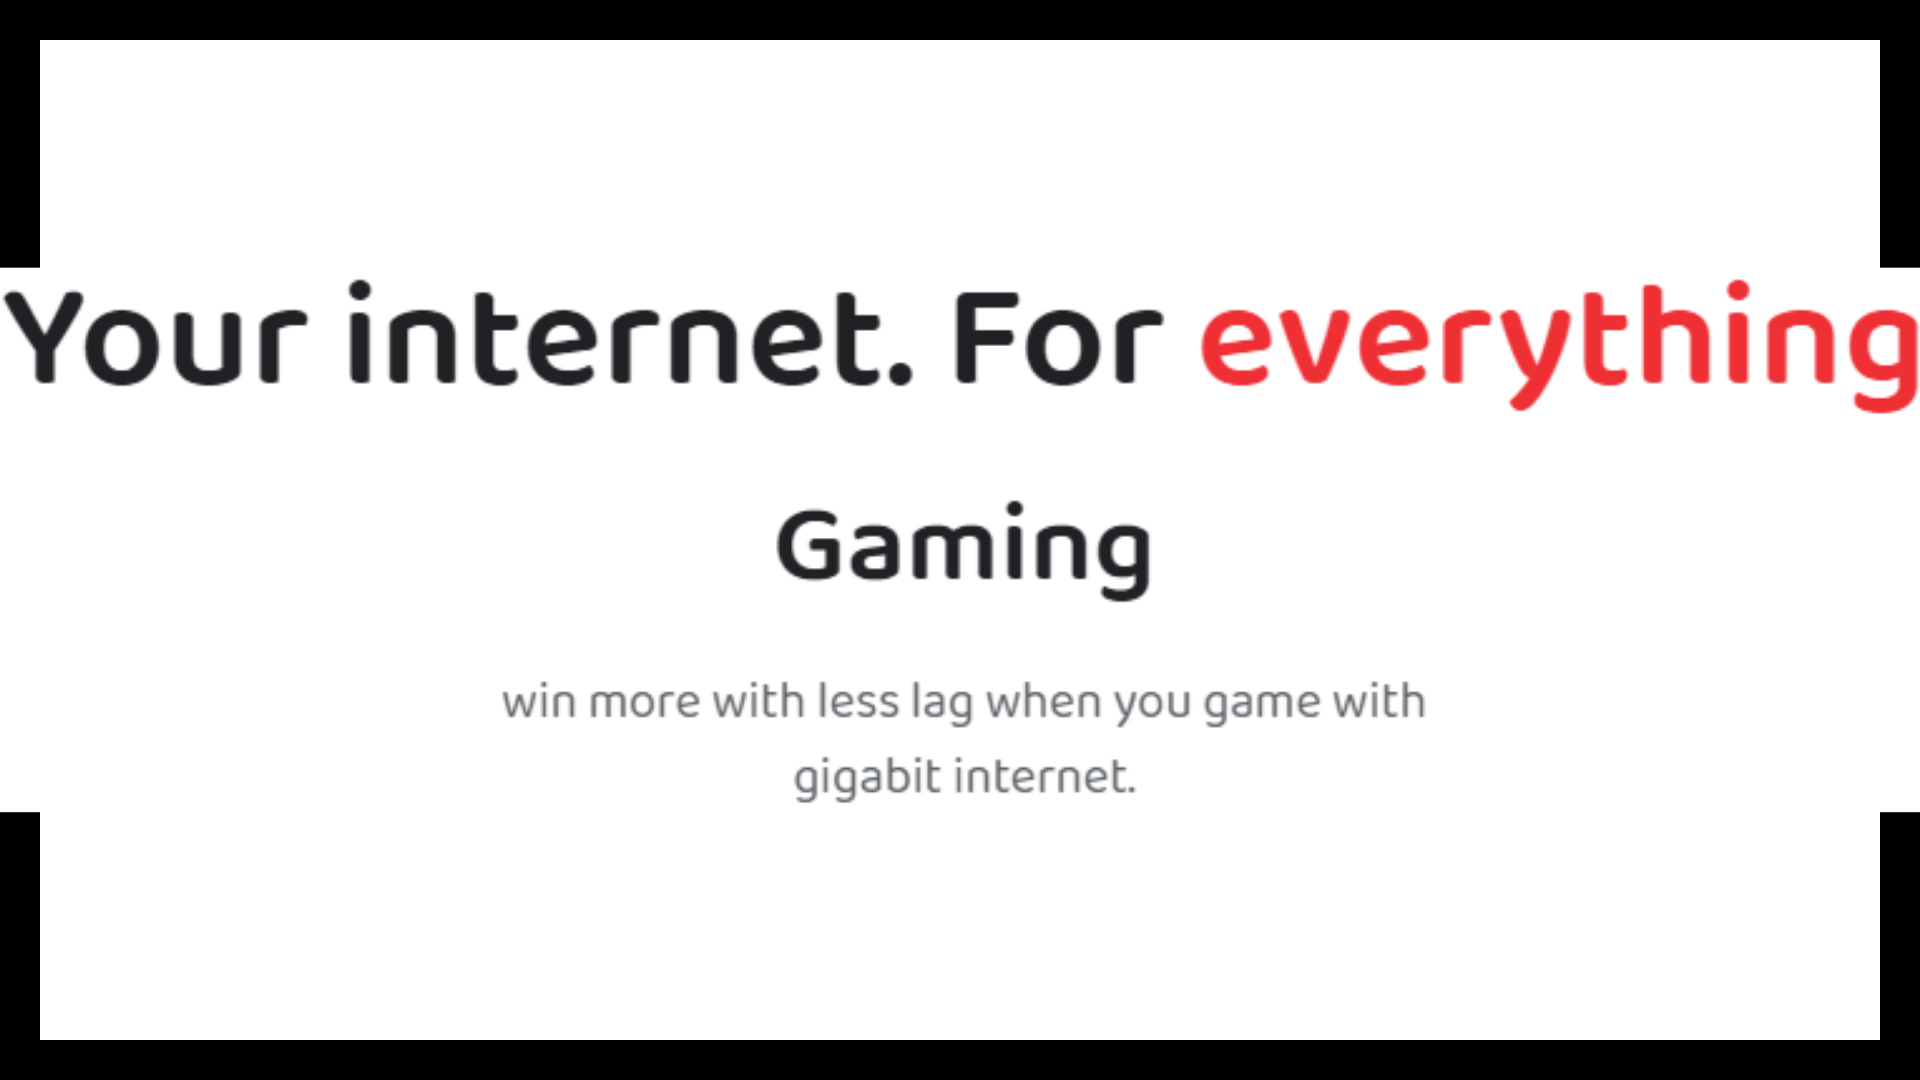 Your internet. For everything
Gaming
win more with less lag when you game with
gigabit internet.